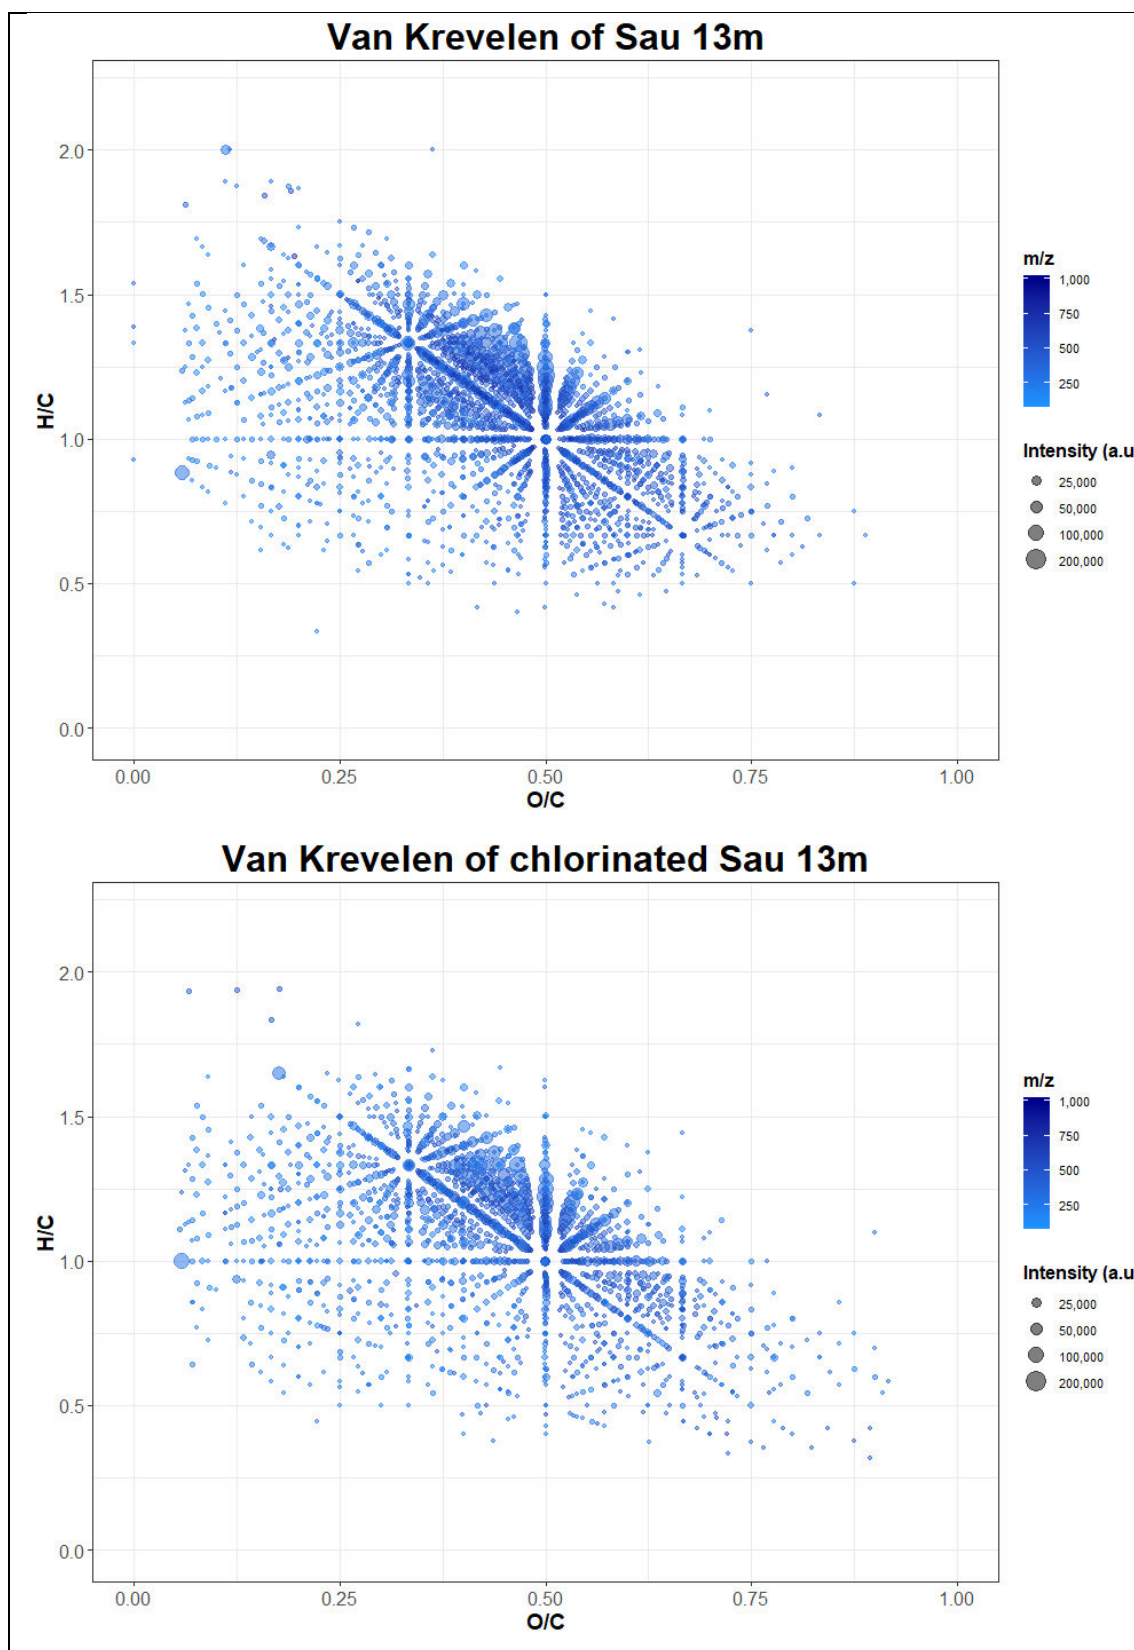 Van Krevelen of Sau 13m
2.0
1.5
1.0
0.5
0.0
H/C
0.00 0.25 0.50 0.75 1.00
O/C
m/z
1,000
750
500
250
Intensity (a.u
25,000
50,000
100,000
200,000
Van Krevelen of chlorinated Sau 13m
2.0
1.5
1.0
0.5
0.0
H/C
0.00 0.25 0.50 0.75 1.00
O/C
m/z
1,000
750
500
250
Intensity (a.u
25,000
50,000
100,000
200,000